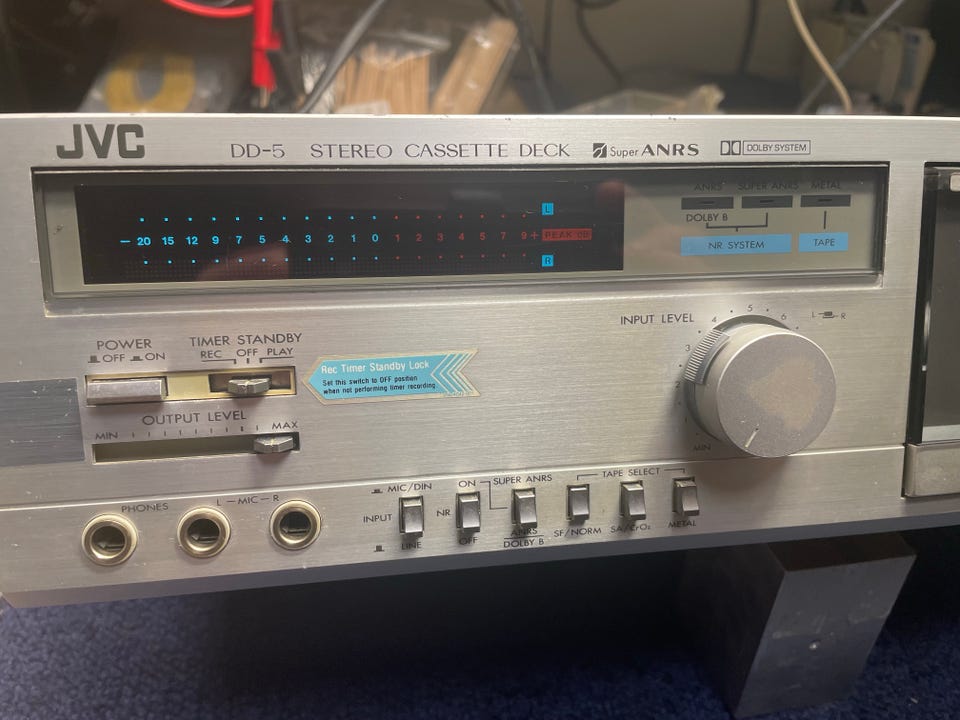 JVC
DD-5 STEREO CASSETTE DECK Super ANRS DOLBY SYSTEM
ANRS SUPER ANRS METAL
DOLBY B
NR SYSTEM TAPE
L
- 20 15 12 9 7 5 4 3 2 1 0 1 2 3 4 5 7 9 + PEAK dB
R
POWER
OFF ON
TIMER STANDBY
REC OFF PLAY
Rec Timer Standby Lock
Set this switch to OFF position
when not performing timer recording.
INPUT LEVEL
MIN 2 3 4 5 6
L R
OUTPUT LEVEL
MIN MAX
PHONES
L-MIC-R
INPUT
MIC/DIN
LINE
NR
ON
OFF
SUPER ANRS
ANRS
DOLBY B
TAPE SELECT
SF/NORM SA/CrO₂ METAL